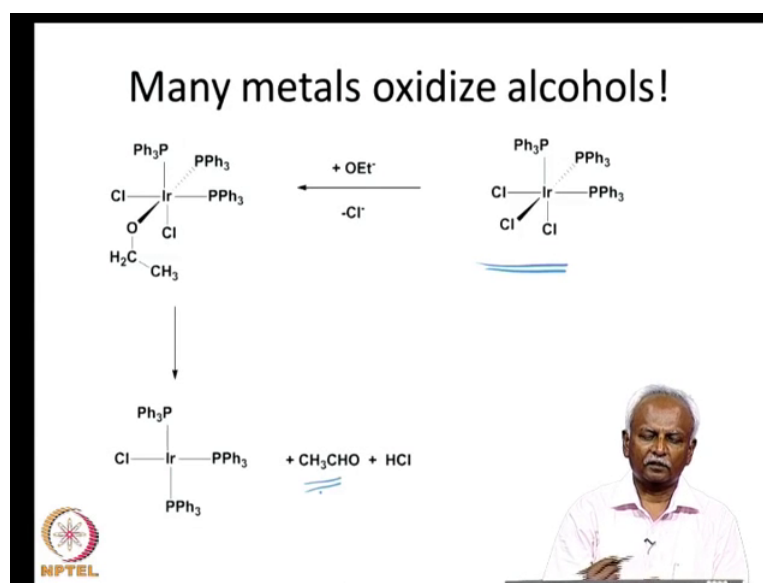 Many metals oxidize alcohols!
Ph₃P
PPh₃
Cl Ir PPh₃
O Cl
H₂C
CH₃
+ OEt⁻
-Cl⁻
Ph₃P
PPh₃
Cl Ir PPh₃
Cl Cl
Ph₃P
Cl Ir PPh₃ + CH₃CHO + HCl
PPh₃
NPTEL